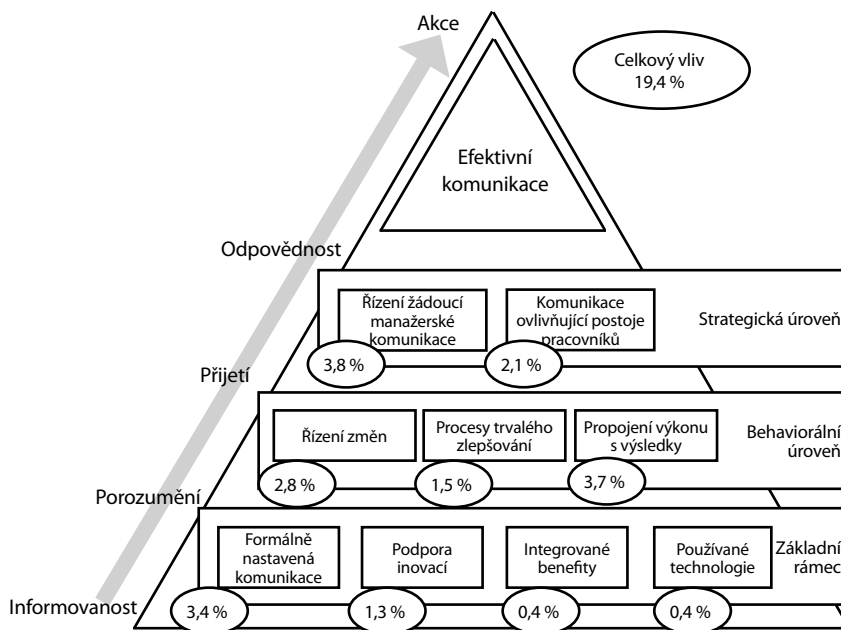 Akce
Celkový vliv
19,4 %
Efektivní
komunikace
Odpovědnost
Řízení žádoucí
manažerské
komunikace
Komunikace
ovlivňující postoje
pracovníků
Strategická úroveň
3,8 %
2,1 %
Přijetí
Řízení změn
Procesy trvalého
zlepšování
Propojení výkonu
s výsledky
Behaviorální
úroveň
2,8 %
1,5 %
3,7 %
Porozumění
Formálně
nastavená
komunikace
Podpora
inovací
Integrované
benefity
Používané
technologie
Základní
rámec
Informovanost
3,4 %
1,3 %
0,4 %
0,4 %